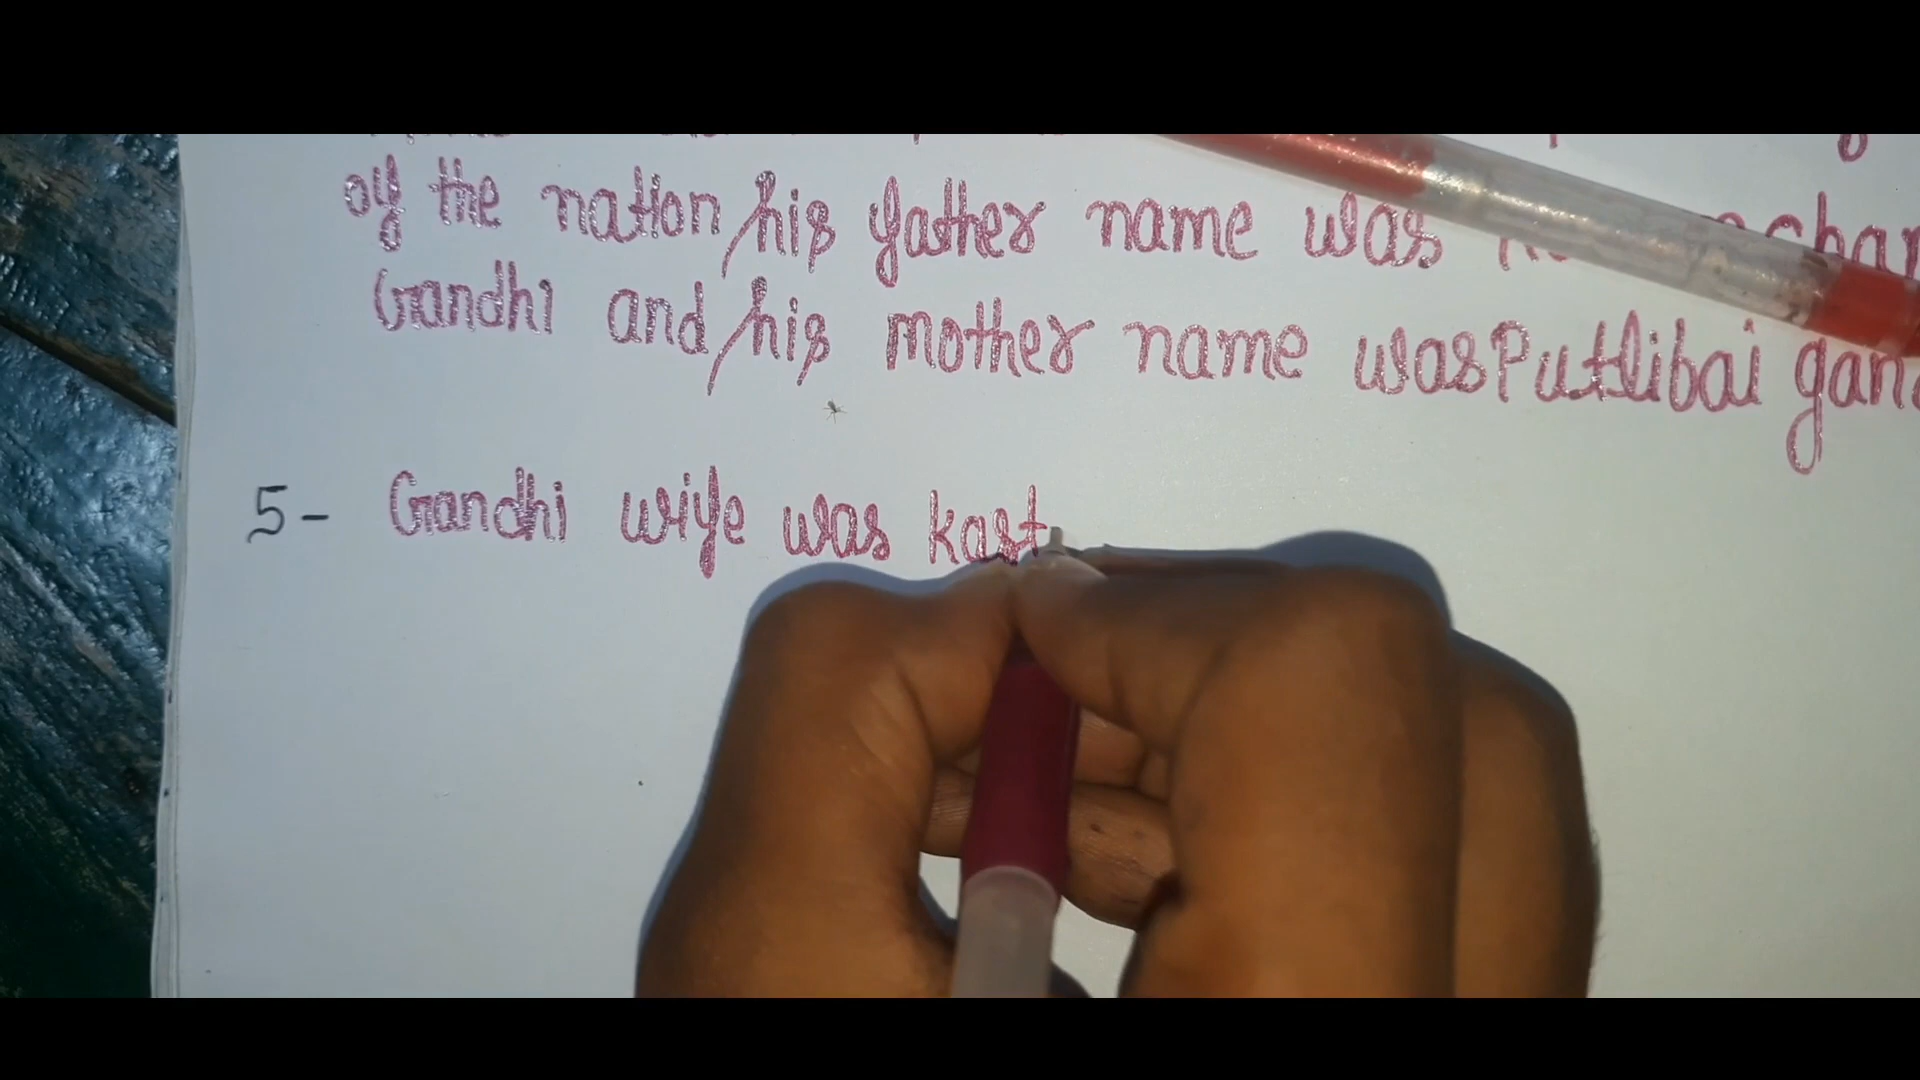 of the nation, his father name was
Gandhi and, his mother name was Putlibai
5- Gandhi wife was kast